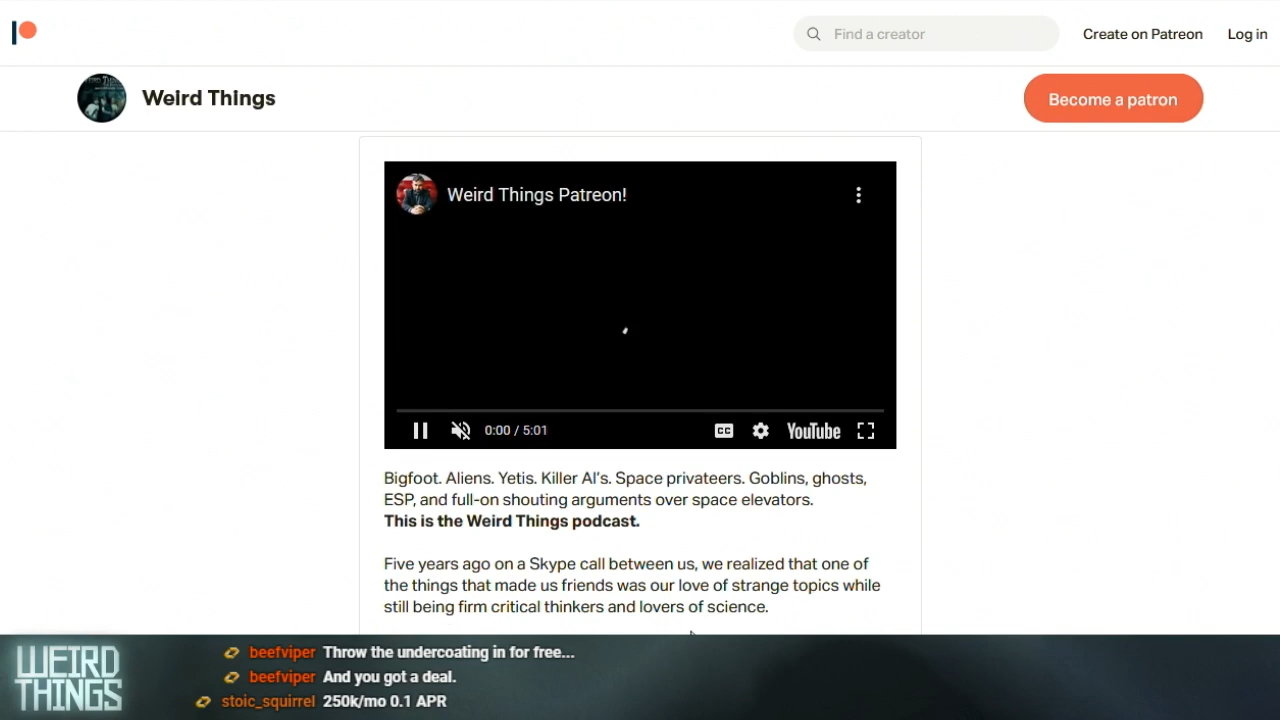 Find a creator
Create on Patreon
Log in
Weird Things
Become a patron
Weird Things Patreon!
0:00 / 5:01
CC
YouTube
Bigfoot. Aliens. Yetis. Killer AI's. Space privateers. Goblins, ghosts,
ESP, and full-on shouting arguments over space elevators.
This is the Weird Things podcast.
Five years ago on a Skype call between us, we realized that one of
the things that made us friends was our love of strange topics while
still being firm critical thinkers and lovers of science.
WEIRD
THINGS
beefviper Throw the undercoating in for free...
beefviper And you got a deal.
stoic_squirrel 250k/mo 0.1 APR